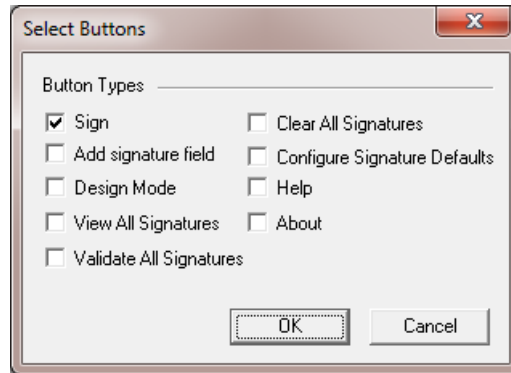 Select Buttons
Button Types
Sign
Add signature field
Design Mode
View All Signatures
Validate All Signatures
Clear All Signatures
Configure Signature Defaults
Help
About
OK
Cancel